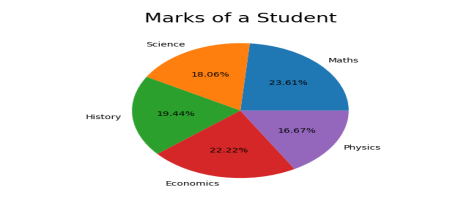 Marks of a Student
Science
Maths
18.06%
23.61%
History
19.44%
16.67%
Physics
22.22%
Economics